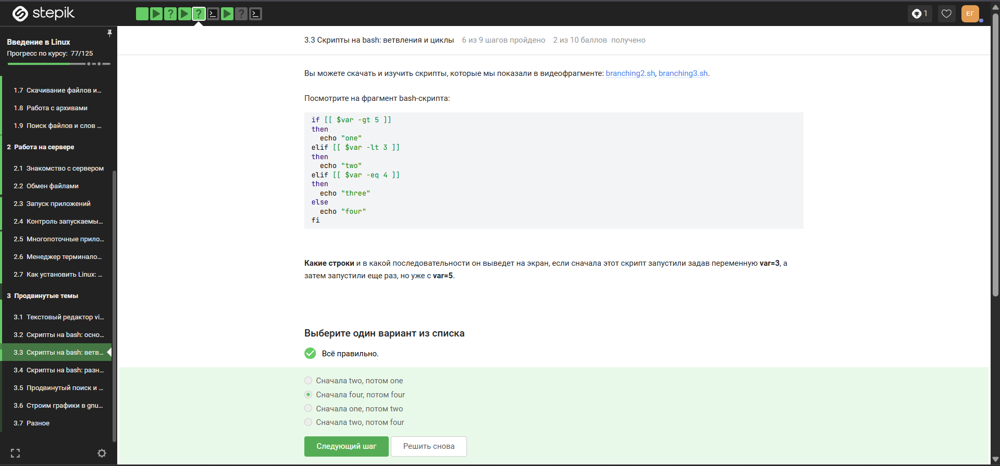 stepik
1
ЕГ
Введение в Linux
Прогресс по курсу: 77/125
1.7 Скачивание файлов и...
1.8 Работа с архивами
1.9 Поиск файлов и слов ...
2 Работа на сервере
2.1 Знакомство с сервером
2.2 Обмен файлами
2.3 Запуск приложений
2.4 Контроль запускаемы...
2.5 Многопоточные прило...
2.6 Менеджер терминало...
2.7 Как установить Linux: ...
3 Продвинутые темы
3.1 Текстовый редактор vi...
3.2 Скрипты на bash: осно...
3.3 Скрипты на bash: ветв...
3.4 Скрипты на bash: разн...
3.5 Продвинутый поиск и ...
3.6 Строим графики в gnu...
3.7 Разное
3.3 Скрипты на bash: ветвления и циклы 6 из 9 шагов пройдено 2 из 10 баллов получено
Вы можете скачать и изучить скрипты, которые мы показали в видеофрагменте: branching2.sh, branching3.sh.
Посмотрите на фрагмент bash-скрипта:
if [[ $var -gt 5 ]]
then
echo "one"
elif [[ $var -lt 3 ]]
then
echo "two"
elif [[ $var -eq 4 ]]
then
echo "three"
else
echo "four"
fi
Какие строки и в какой последовательности он выведет на экран, если сначала этот скрипт запустили задав переменную var=3, а
затем запустили еще раз, но уже с var=5.
Выберите один вариант из списка
Всё правильно.
Сначала two, потом one
Сначала four, потом four
Сначала one, потом two
Сначала two, потом four
Следующий шаг Решить снова